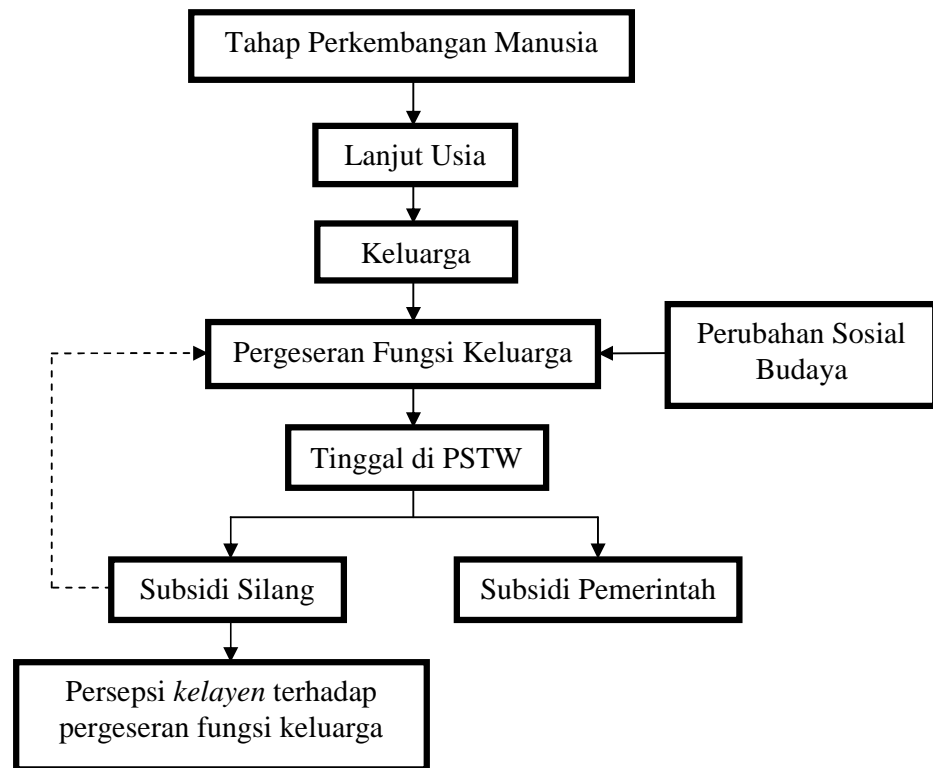 Tahap Perkembangan Manusia
Lanjut Usia
Keluarga
Pergeseran Fungsi Keluarga
Perubahan Sosial
Budaya
Tinggal di PSTW
Subsidi Silang
Subsidi Pemerintah
Persepsi kelayen terhadap
pergeseran fungsi keluarga